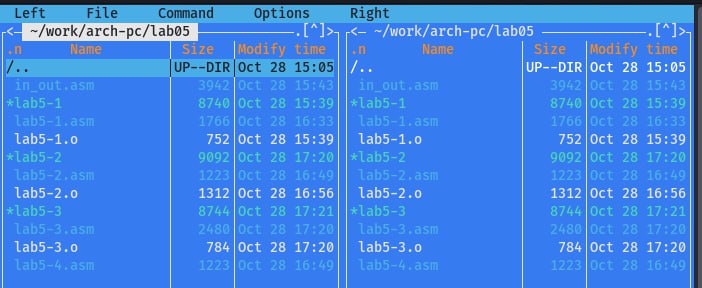 Left File Command Options Right
<─ ~/work/arch-pc/lab05 ─.[^]>
.n Name Size Modify time
/.. UP--DIR Oct 28 15:05
in_out.asm 3942 Oct 28 15:43
*lab5-1 8740 Oct 28 15:39
lab5-1.asm 1766 Oct 28 16:33
lab5-1.o 752 Oct 28 15:39
*lab5-2 9092 Oct 28 17:20
lab5-2.asm 1223 Oct 28 16:49
lab5-2.o 1312 Oct 28 16:56
*lab5-3 8744 Oct 28 17:21
lab5-3.asm 2480 Oct 28 17:20
lab5-3.o 784 Oct 28 17:20
lab5-4.asm 1223 Oct 28 16:49
<─ ~/work/arch-pc/lab05 ─.[^]>
.n Name Size Modify time
/.. UP--DIR Oct 28 15:05
in_out.asm 3942 Oct 28 15:43
*lab5-1 8740 Oct 28 15:39
lab5-1.asm 1766 Oct 28 16:33
lab5-1.o 752 Oct 28 15:39
*lab5-2 9092 Oct 28 17:20
lab5-2.asm 1223 Oct 28 16:49
lab5-2.o 1312 Oct 28 16:56
*lab5-3 8744 Oct 28 17:21
lab5-3.asm 2480 Oct 28 17:20
lab5-3.o 784 Oct 28 17:20
lab5-4.asm 1223 Oct 28 16:49